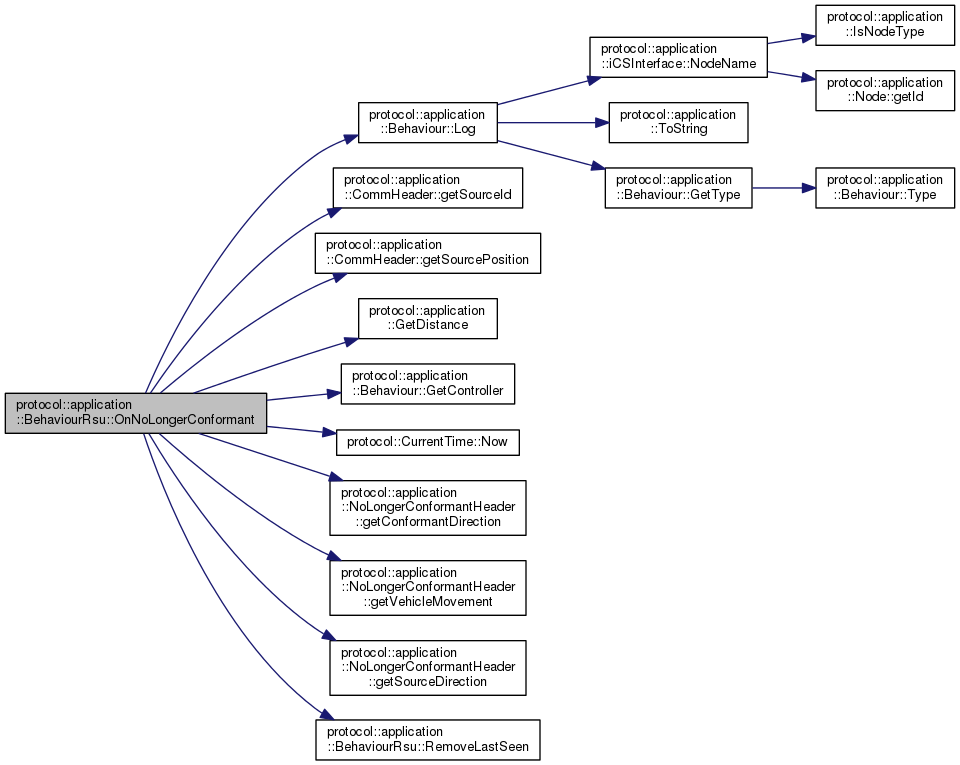 protocol::application
::BehaviourRsu::OnNoLongerConformant
protocol::application
::Behaviour::Log
protocol::application
::iCSInterface::NodeName
protocol::application
::IsNodeType
protocol::application
::Node::getId
protocol::application
::ToString
protocol::application
::Behaviour::GetType
protocol::application
::Behaviour::Type
protocol::application
::CommHeader::getSourceId
protocol::application
::CommHeader::getSourcePosition
protocol::application
::GetDistance
protocol::application
::Behaviour::GetController
protocol::CurrentTime::Now
protocol::application
::NoLongerConformantHeader
::getConformantDirection
protocol::application
::NoLongerConformantHeader
::getVehicleMovement
protocol::application
::NoLongerConformantHeader
::getSourceDirection
protocol::application
::BehaviourRsu::RemoveLastSeen